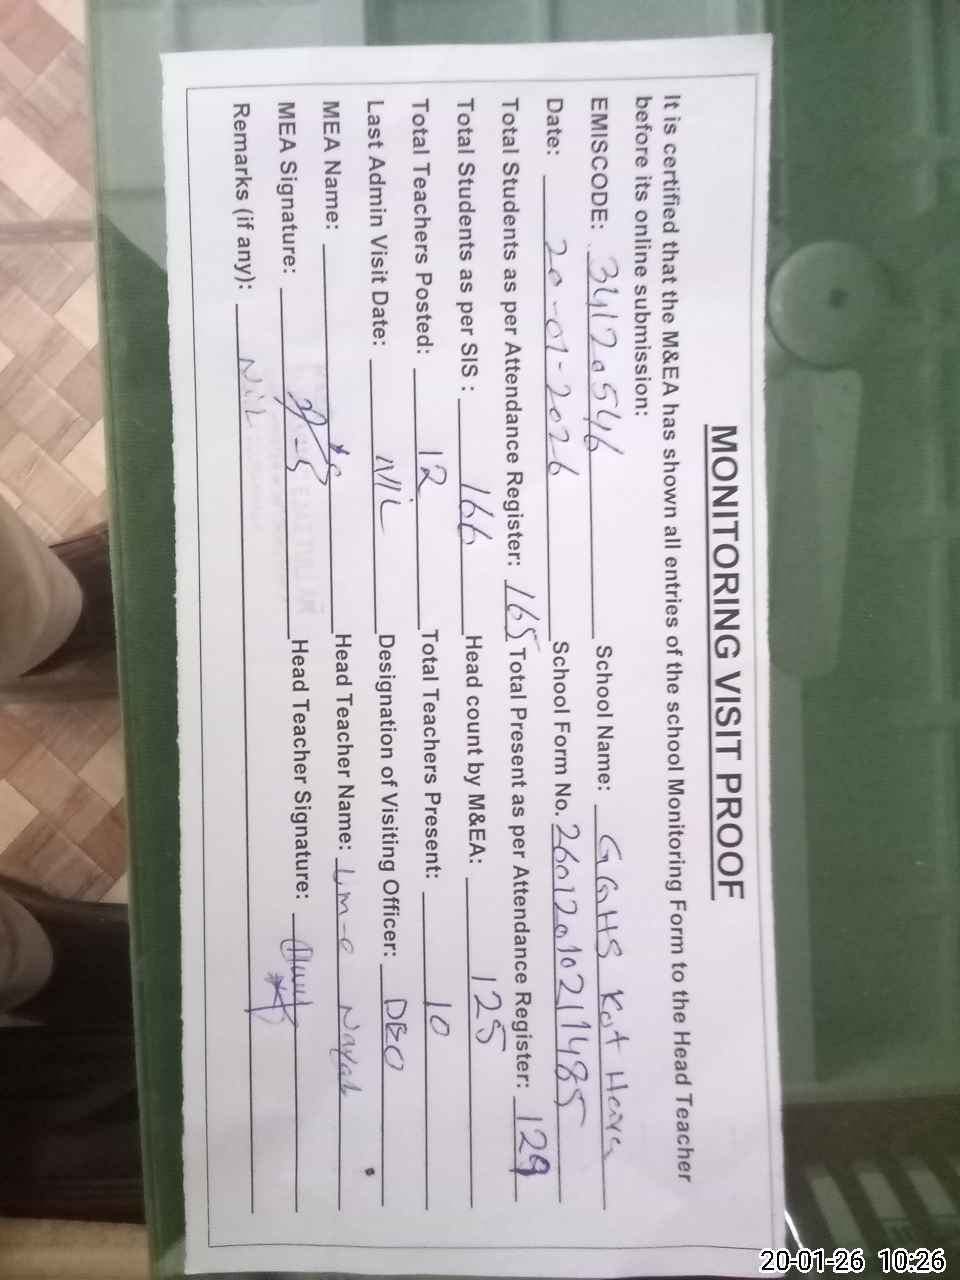 MONITORING VISIT PROOF
It is certified that the M&EA has shown all entries of the school Monitoring Form to the Head Teacher
before its online submission:
EMISCODE: 34120546 School Name: GGHS Kot Heera
Date: 20-01-2026 School Form No. 26012010211485
Total Students as per Attendance Register: 165 Total Present as per Attendance Register: 129
Total Students as per SIS : 166 Head count by M&EA: 125
Total Teachers Posted: 12 Total Teachers Present: 10
Last Admin Visit Date: NIL Designation of Visiting Officer: DEO
MEA Name: Head Teacher Name: Nayab
MEA Signature: Head Teacher Signature:
Remarks (if any): NIL
20-01-26 10:26